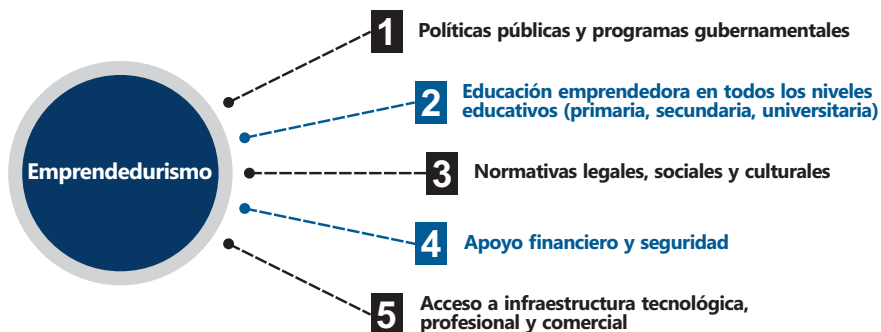 Emprendedurismo
1 Políticas públicas y programas gubernamentales
2 Educación emprendedora en todos los niveles
educativos (primaria, secundaria, universitaria)
3 Normativas legales, sociales y culturales
4 Apoyo financiero y seguridad
5 Acceso a infraestructura tecnológica,
profesional y comercial